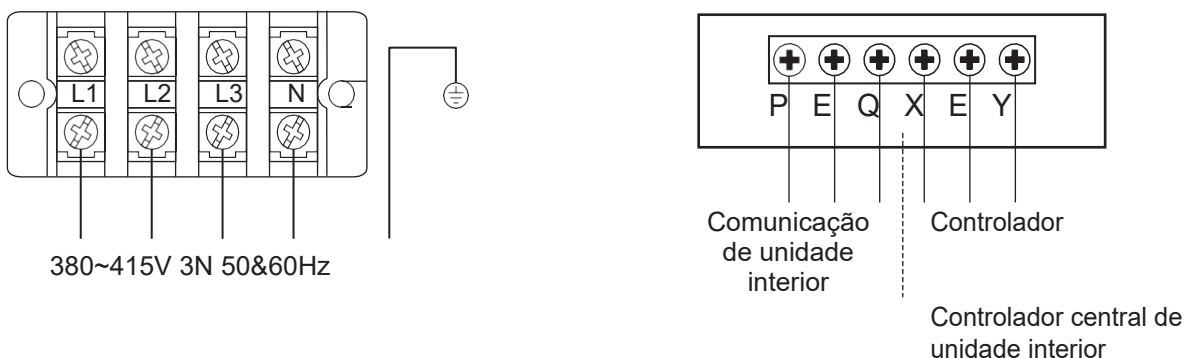 L1 L2 L3 N
380~415V 3N 50&60Hz
P E Q X E Y
Comunicação
de unidade
interior
Controlador
Controlador central de
unidade interior